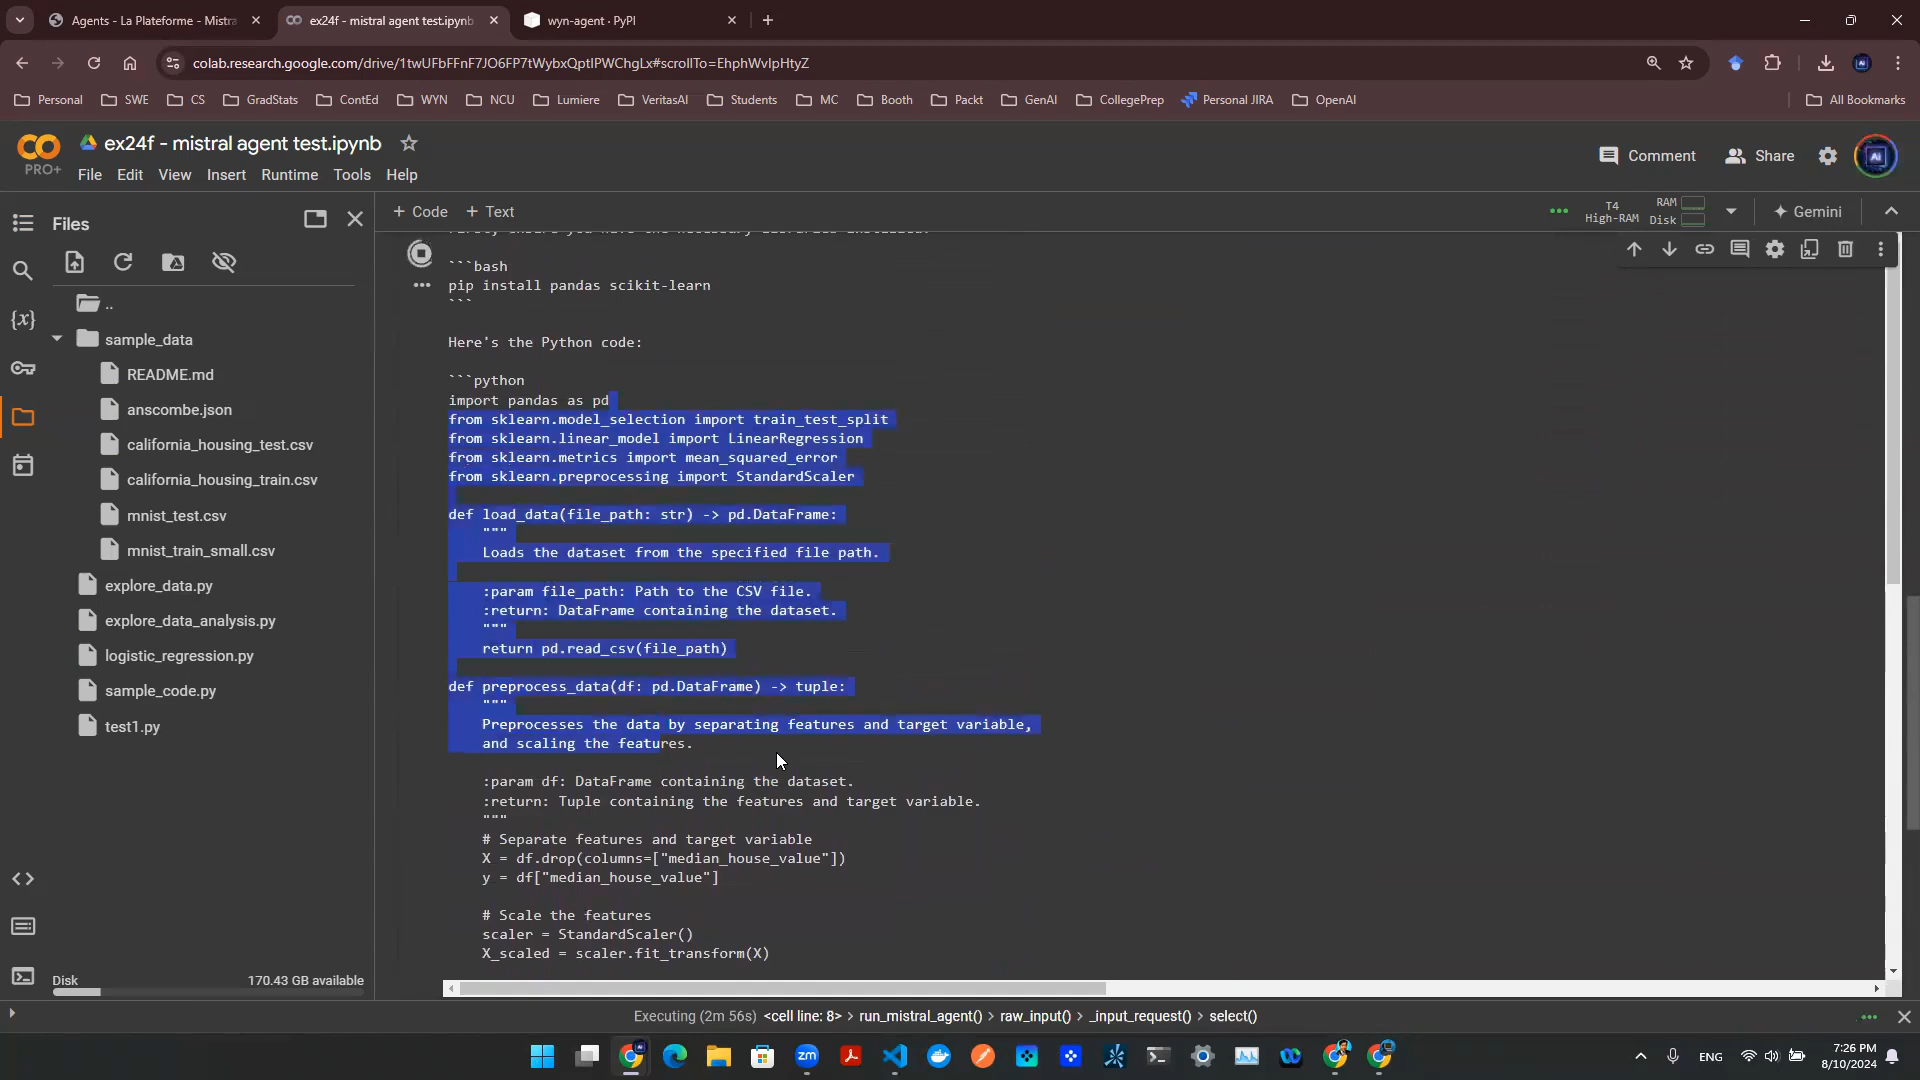 Agents - La Plateforme - Mistra
ex24f - mistral agent test.ipynb
wyn-agent · PyPI
colab.research.google.com/drive/1twUFbFFnF7JO6FP7tWybxQptIPWChgLx#scrollTo=EhphWvIpHtyZ
Personal
SWE
CS
GradStats
ContEd
WYN
NCU
Lumiere
VeritasAI
Students
MC
Booth
Packt
GenAI
CollegePrep
Personal JIRA
OpenAI
All Bookmarks
PRO+
ex24f - mistral agent test.ipynb
File Edit View Insert Runtime Tools Help
Comment
Share
Files
+ Code + Text
T4
High-RAM
RAM
Disk
Gemini
..
sample_data
README.md
anscombe.json
california_housing_test.csv
california_housing_train.csv
mnist_test.csv
mnist_train_small.csv
explore_data.py
explore_data_analysis.py
logistic_regression.py
sample_code.py
test1.py
Disk
170.43 GB available
```bash
pip install pandas scikit-learn
```
Here's the Python code:
```python
import pandas as pd
from sklearn.model_selection import train_test_split
from sklearn.linear_model import LinearRegression
from sklearn.metrics import mean_squared_error
from sklearn.preprocessing import StandardScaler
def load_data(file_path: str) -> pd.DataFrame:
"""
Loads the dataset from the specified file path.
:param file_path: Path to the CSV file.
:return: DataFrame containing the dataset.
"""
return pd.read_csv(file_path)
def preprocess_data(df: pd.DataFrame) -> tuple:
"""
Preprocesses the data by separating features and target variable,
and scaling the features.
:param df: DataFrame containing the dataset.
:return: Tuple containing the features and target variable.
"""
# Separate features and target variable
X = df.drop(columns=["median_house_value"])
y = df["median_house_value"]
# Scale the features
scaler = StandardScaler()
X_scaled = scaler.fit_transform(X)
Executing (2m 56s) <cell line: 8> > run_mistral_agent() > raw_input() > _input_request() > select()
ENG
7:26 PM
8/10/2024